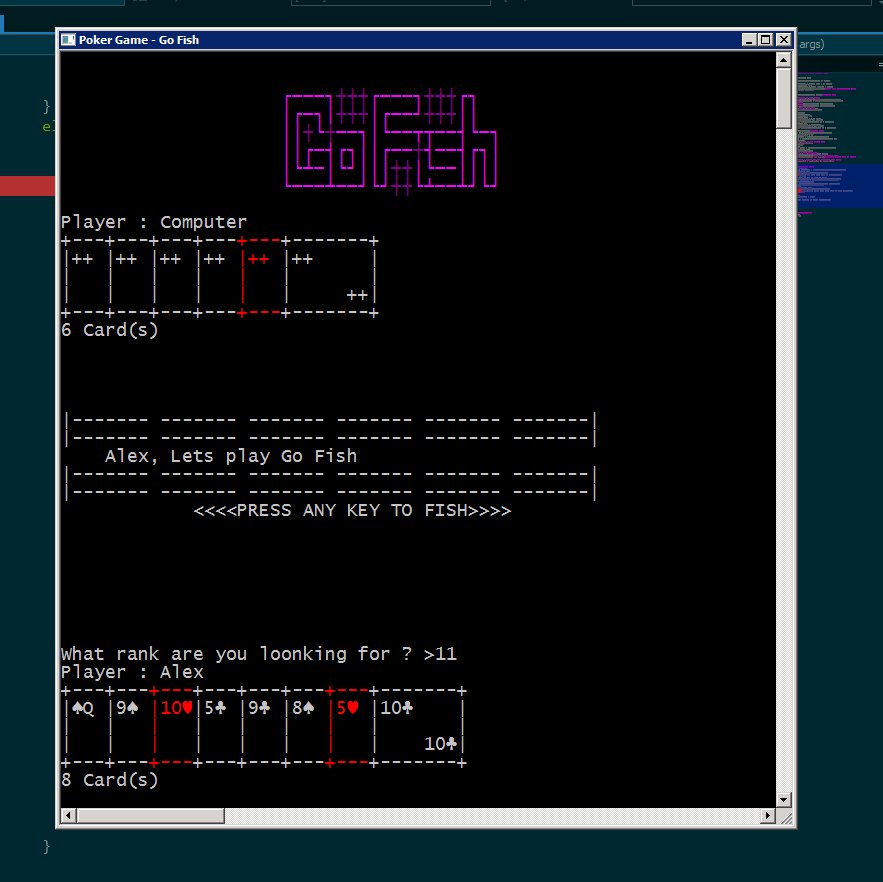 args)
Poker Game - Go Fish
}
Go Fish
Player : Computer
+---+---+---+---+---+-------+
|++ |++ |++ |++ |++ |++     |
|   |   |   |   |   |       |
|   |   |   |   |   |     ++|
+---+---+---+---+---+-------+
6 Card(s)
|------- ------- ------- ------- ------- -------|
|------- ------- ------- ------- ------- -------|
Alex, Lets play Go Fish
|------- ------- ------- ------- ------- -------|
|------- ------- ------- ------- ------- -------|
<<<<PRESS ANY KEY TO FISH>>>>
What rank are you loonking for ? >11
Player : Alex
+---+---+---+---+---+---+---+-------+
|♠Q |9♠ |10♥|5♣ |9♣ |8♠ |5♥ |10♣    |
|   |   |   |   |   |   |   |       |
|   |   |   |   |   |   |   |    10♣|
+---+---+---+---+---+---+---+-------+
8 Card(s)
}